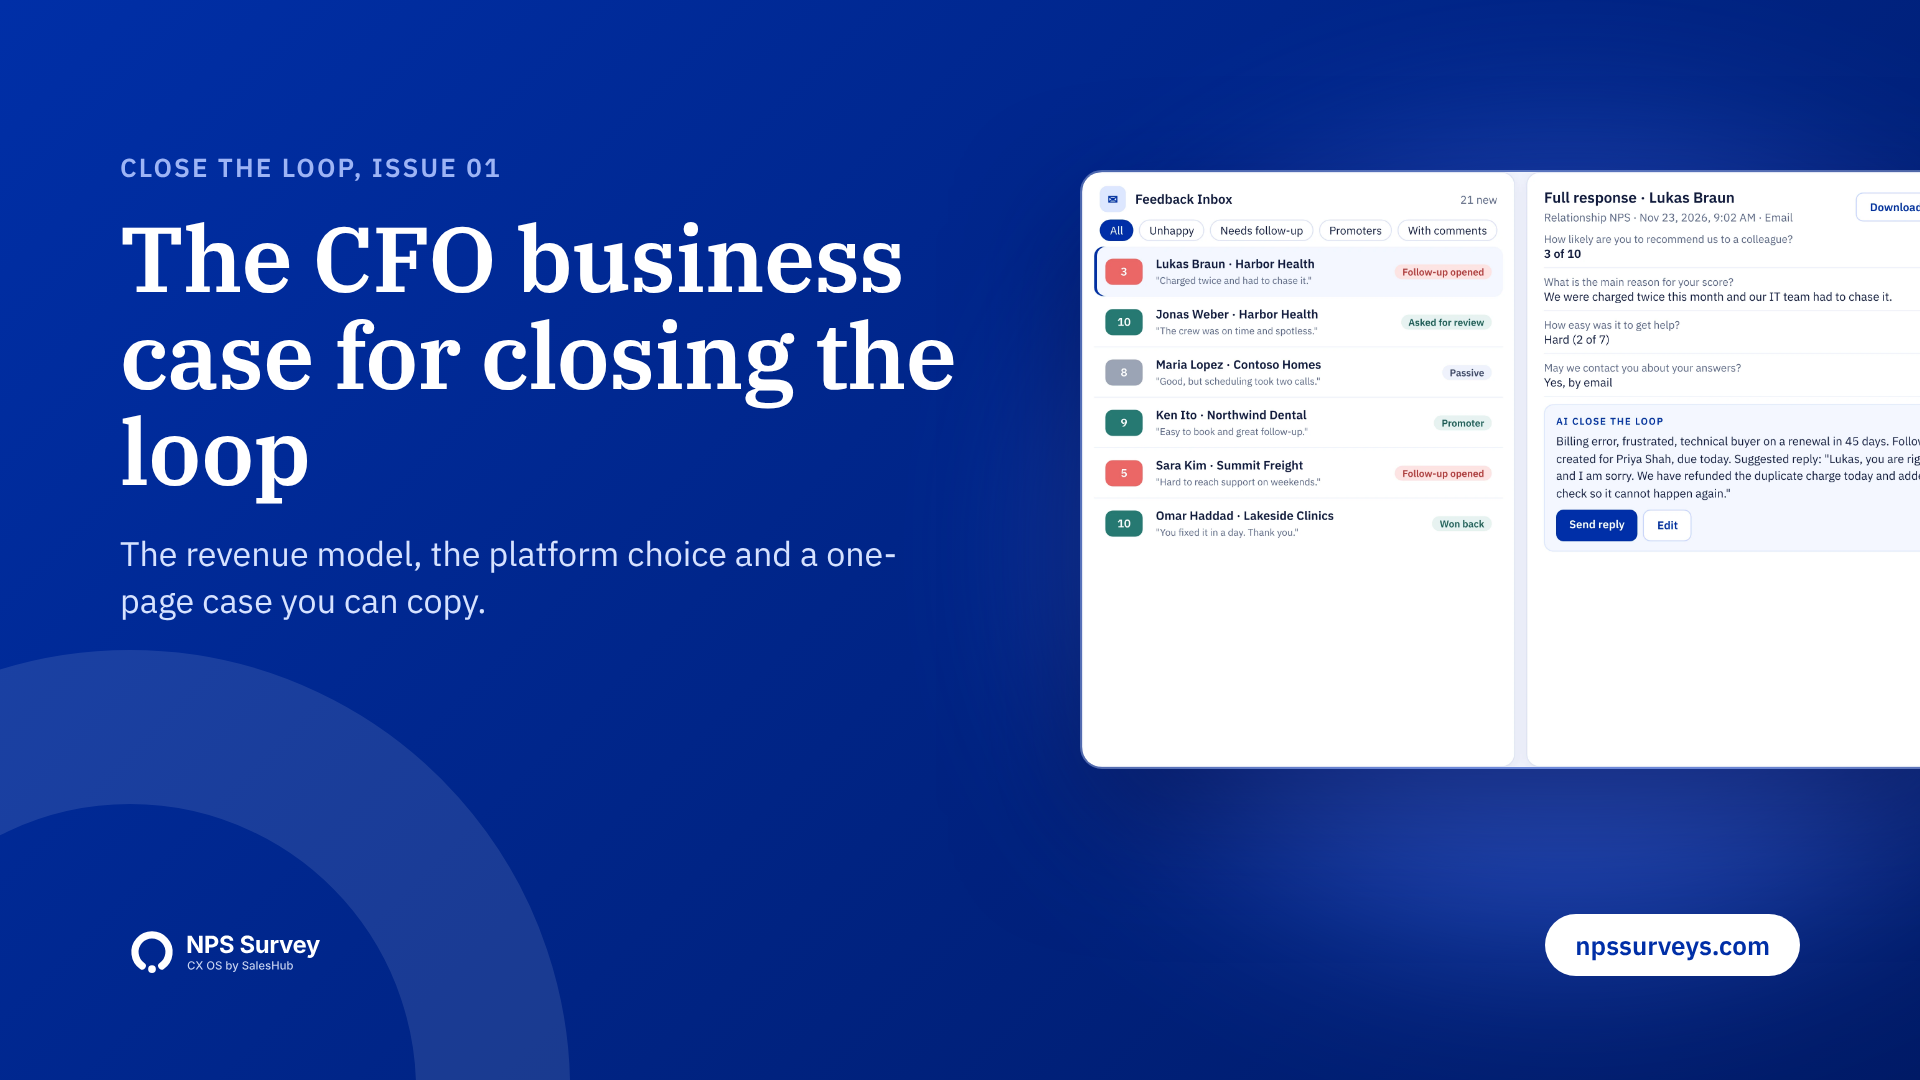 CLOSE THE LOOP, ISSUE 01
The CFO business
case for closing the
loop
The revenue model, the platform choice and a one-
page case you can copy.
Feedback Inbox
21 new
All
Unhappy
Needs follow-up
Promoters
With comments
3
Lukas Braun · Harbor Health
"Charged twice and had to chase it."
Follow-up opened
10
Jonas Weber · Harbor Health
"The crew was on time and spotless."
Asked for review
8
Maria Lopez · Contoso Homes
"Good, but scheduling took two calls."
Passive
9
Ken Ito · Northwind Dental
"Easy to book and great follow-up."
Promoter
5
Sara Kim · Summit Freight
"Hard to reach support on weekends."
Follow-up opened
10
Omar Haddad · Lakeside Clinics
"You fixed it in a day. Thank you."
Won back
Full response · Lukas Braun
Relationship NPS · Nov 23, 2026, 9:02 AM · Email
How likely are you to recommend us to a colleague?
3 of 10
What is the main reason for your score?
We were charged twice this month and our IT team had to chase it.
How easy was it to get help?
Hard (2 of 7)
May we contact you about your answers?
Yes, by email
AI CLOSE THE LOOP
Billing error, frustrated, technical buyer on a renewal in 45 days.
created for Priya Shah, due today. Suggested reply: "Lukas, you are
and I am sorry. We have refunded the duplicate charge today and
check so it cannot happen again."
Send reply
Edit
NPS Survey
CX OS by SalesHub
npssurveys.com